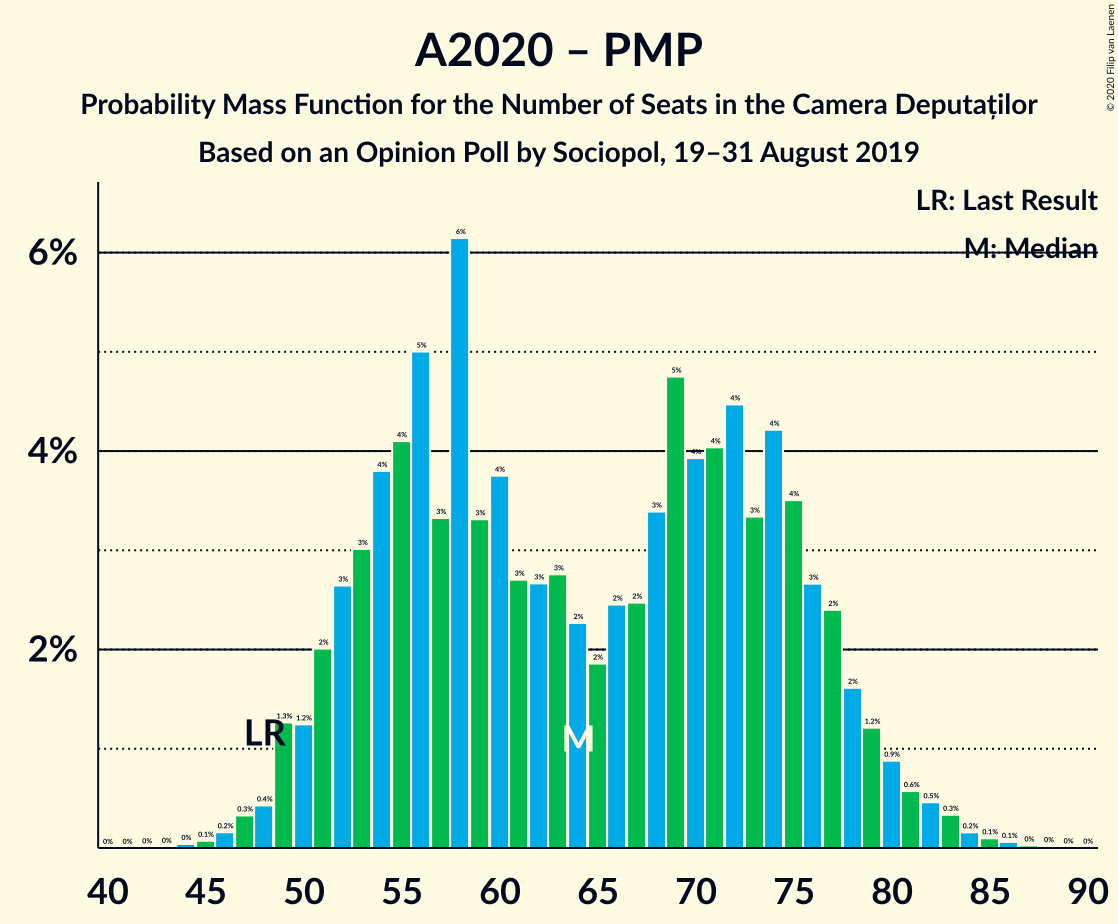 © 2020 Filip van Laenen
A2020 – PMP
Probability Mass Function for the Number of Seats in the Camera Deputaților
Based on an Opinion Poll by Sociopol, 19–31 August 2019
LR: Last Result
M: Median
6%
4%
2%
0% 0% 0% 0% 0% 0.1% 0.2% 0.3% 0.4% 1.3% 1.2% 2% 3% 3% 4% 4% 5% 3% 6% 3% 4% 3% 3% 3% 2% 2% 2% 2% 3% 5% 4% 4% 4% 3% 4% 4% 3% 2% 2% 1.2% 0.9% 0.6% 0.5% 0.3% 0.2% 0.1% 0.1% 0% 0% 0% 0%
LR M
40 45 50 55 60 65 70 75 80 85 90